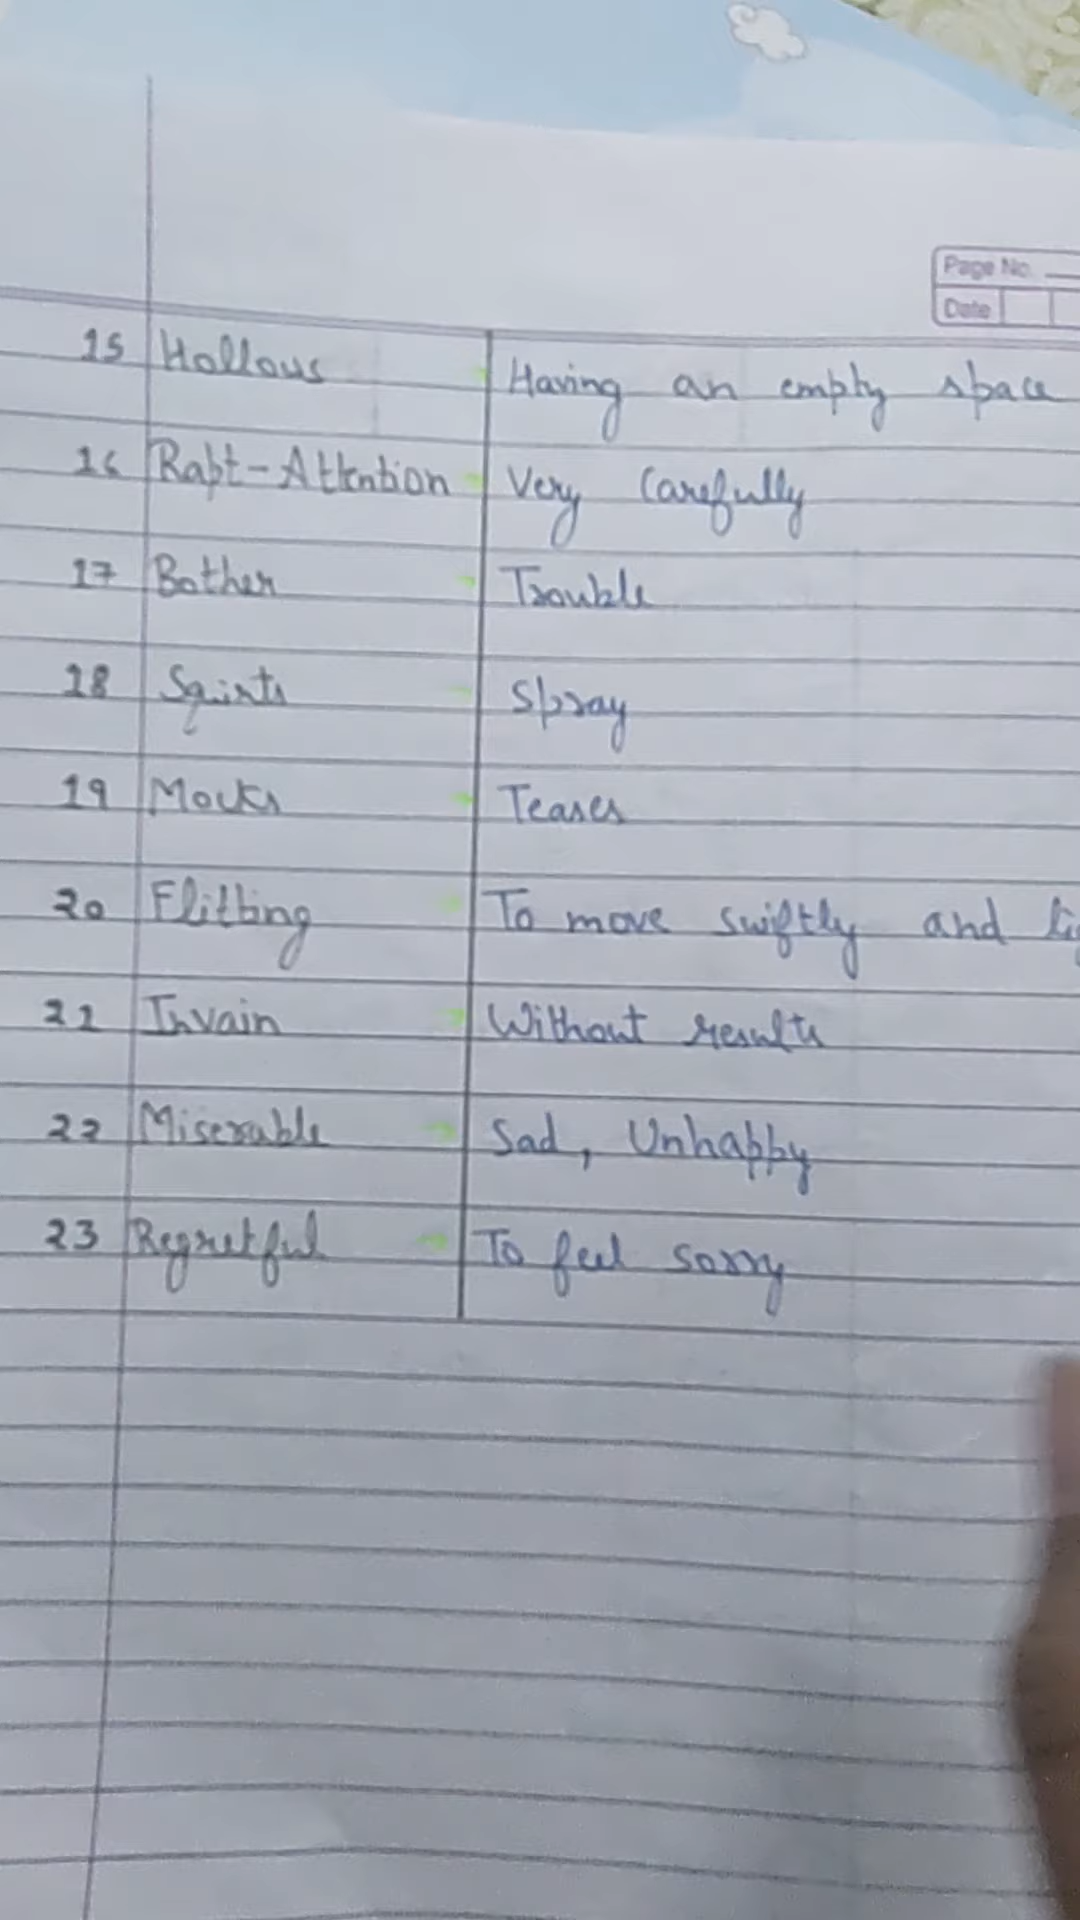 Page No.
Date
15 Hollows Having an empty space
16 Rapt-Attention Very Carefully
17 Bother Trouble
18 Squirts Spray
19 Mocks Teases
20 Flitting To move swiftly and
21 Invain Without results
22 Miserable Sad, Unhappy
23 Regretful To feel sorry